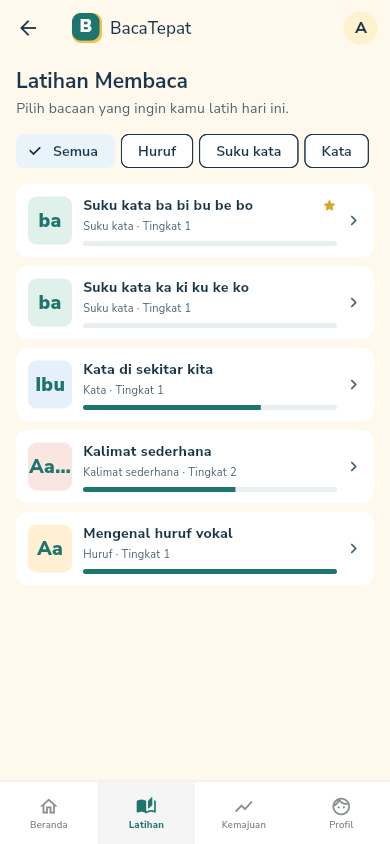 B BacaTepat A
Latihan Membaca
Pilih bacaan yang ingin kamu latih hari ini.
Semua Huruf Suku kata Kata
ba Suku kata ba bi bu be bo
Suku kata · Tingkat 1
ba Suku kata ka ki ku ke ko
Suku kata · Tingkat 1
Ibu Kata di sekitar kita
Kata · Tingkat 1
Aa... Kalimat sederhana
Kalimat sederhana · Tingkat 2
Aa Mengenal huruf vokal
Huruf · Tingkat 1
Beranda Latihan Kemajuan Profil